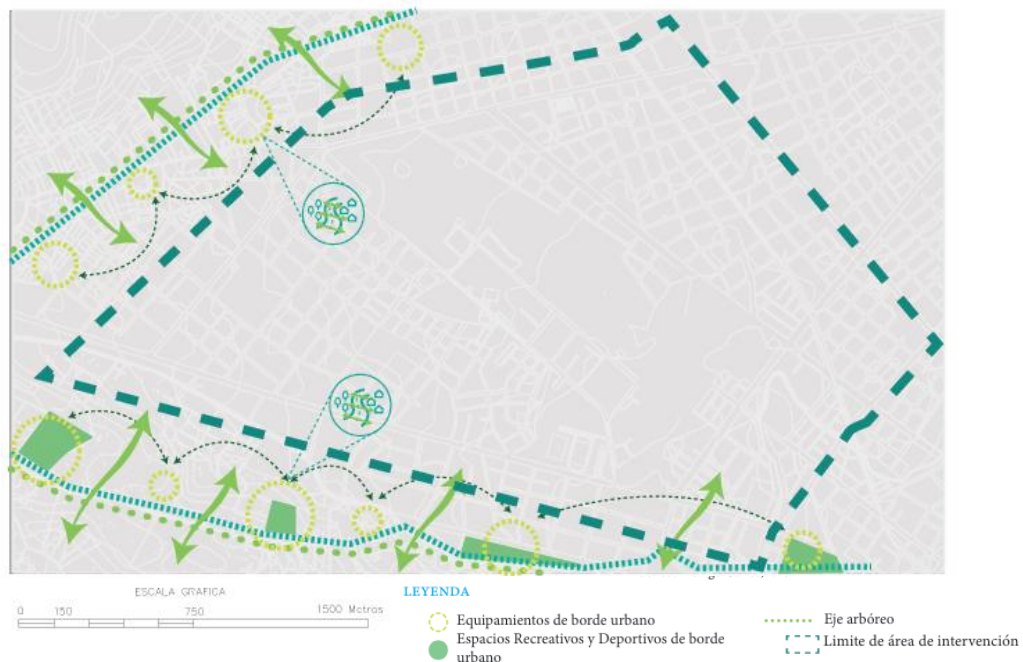 ESCALA GRAFICA
0 150 750 1500 Metros
LEYENDA
Equipamientos de borde urbano
Espacios Recreativos y Deportivos de borde
urbano
Eje arbóreo
Limite de área de intervención